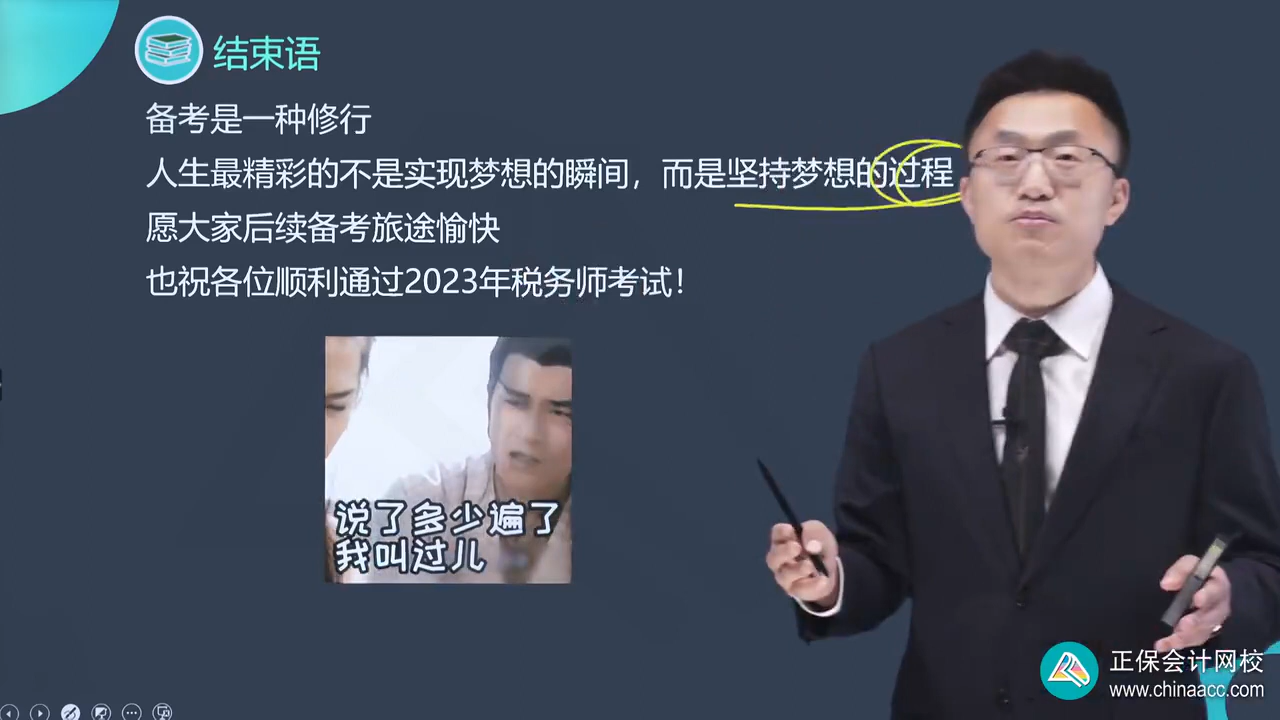 结束语
备考是一种修行
人生最精彩的不是实现梦想的瞬间，而是坚持梦想的过程
愿大家后续备考旅途愉快
也祝各位顺利通过2023年税务师考试！
说了多少遍了
我叫过儿
正保会计网校
www.chinaacc.com